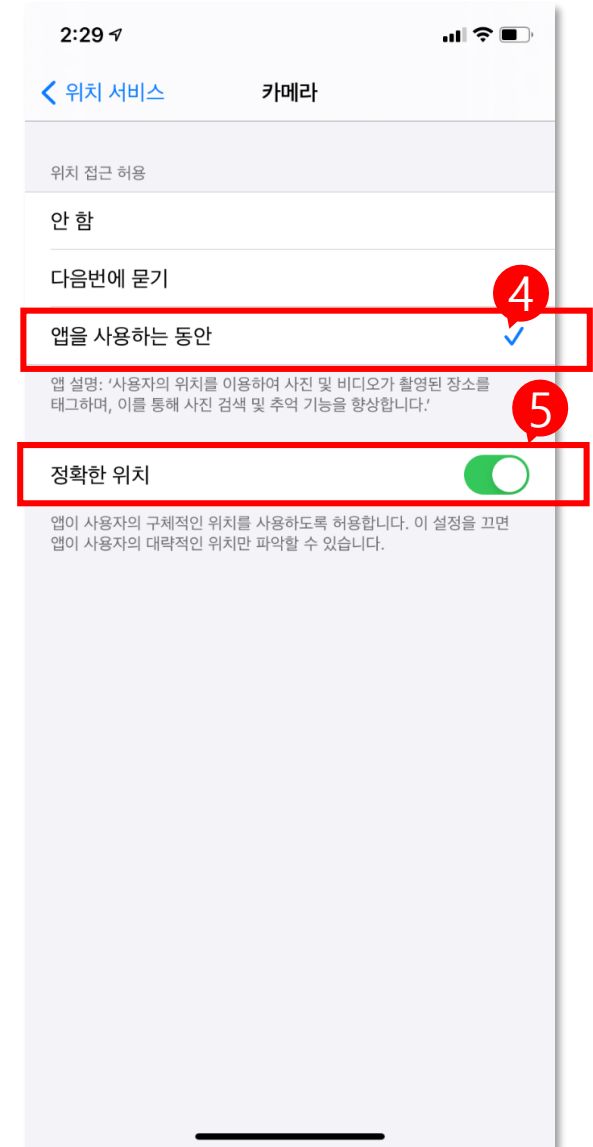 2:29
위치 서비스 카메라
위치 접근 허용
안 함
다음번에 묻기
4
앱을 사용하는 동안
앱 설명: ‘사용자의 위치를 이용하여 사진 및 비디오가 촬영된 장소를
태그하며, 이를 통해 사진 검색 및 추억 기능을 향상합니다.’
5
정확한 위치
앱이 사용자의 구체적인 위치를 사용하도록 허용합니다. 이 설정을 끄면
앱이 사용자의 대략적인 위치만 파악할 수 있습니다.